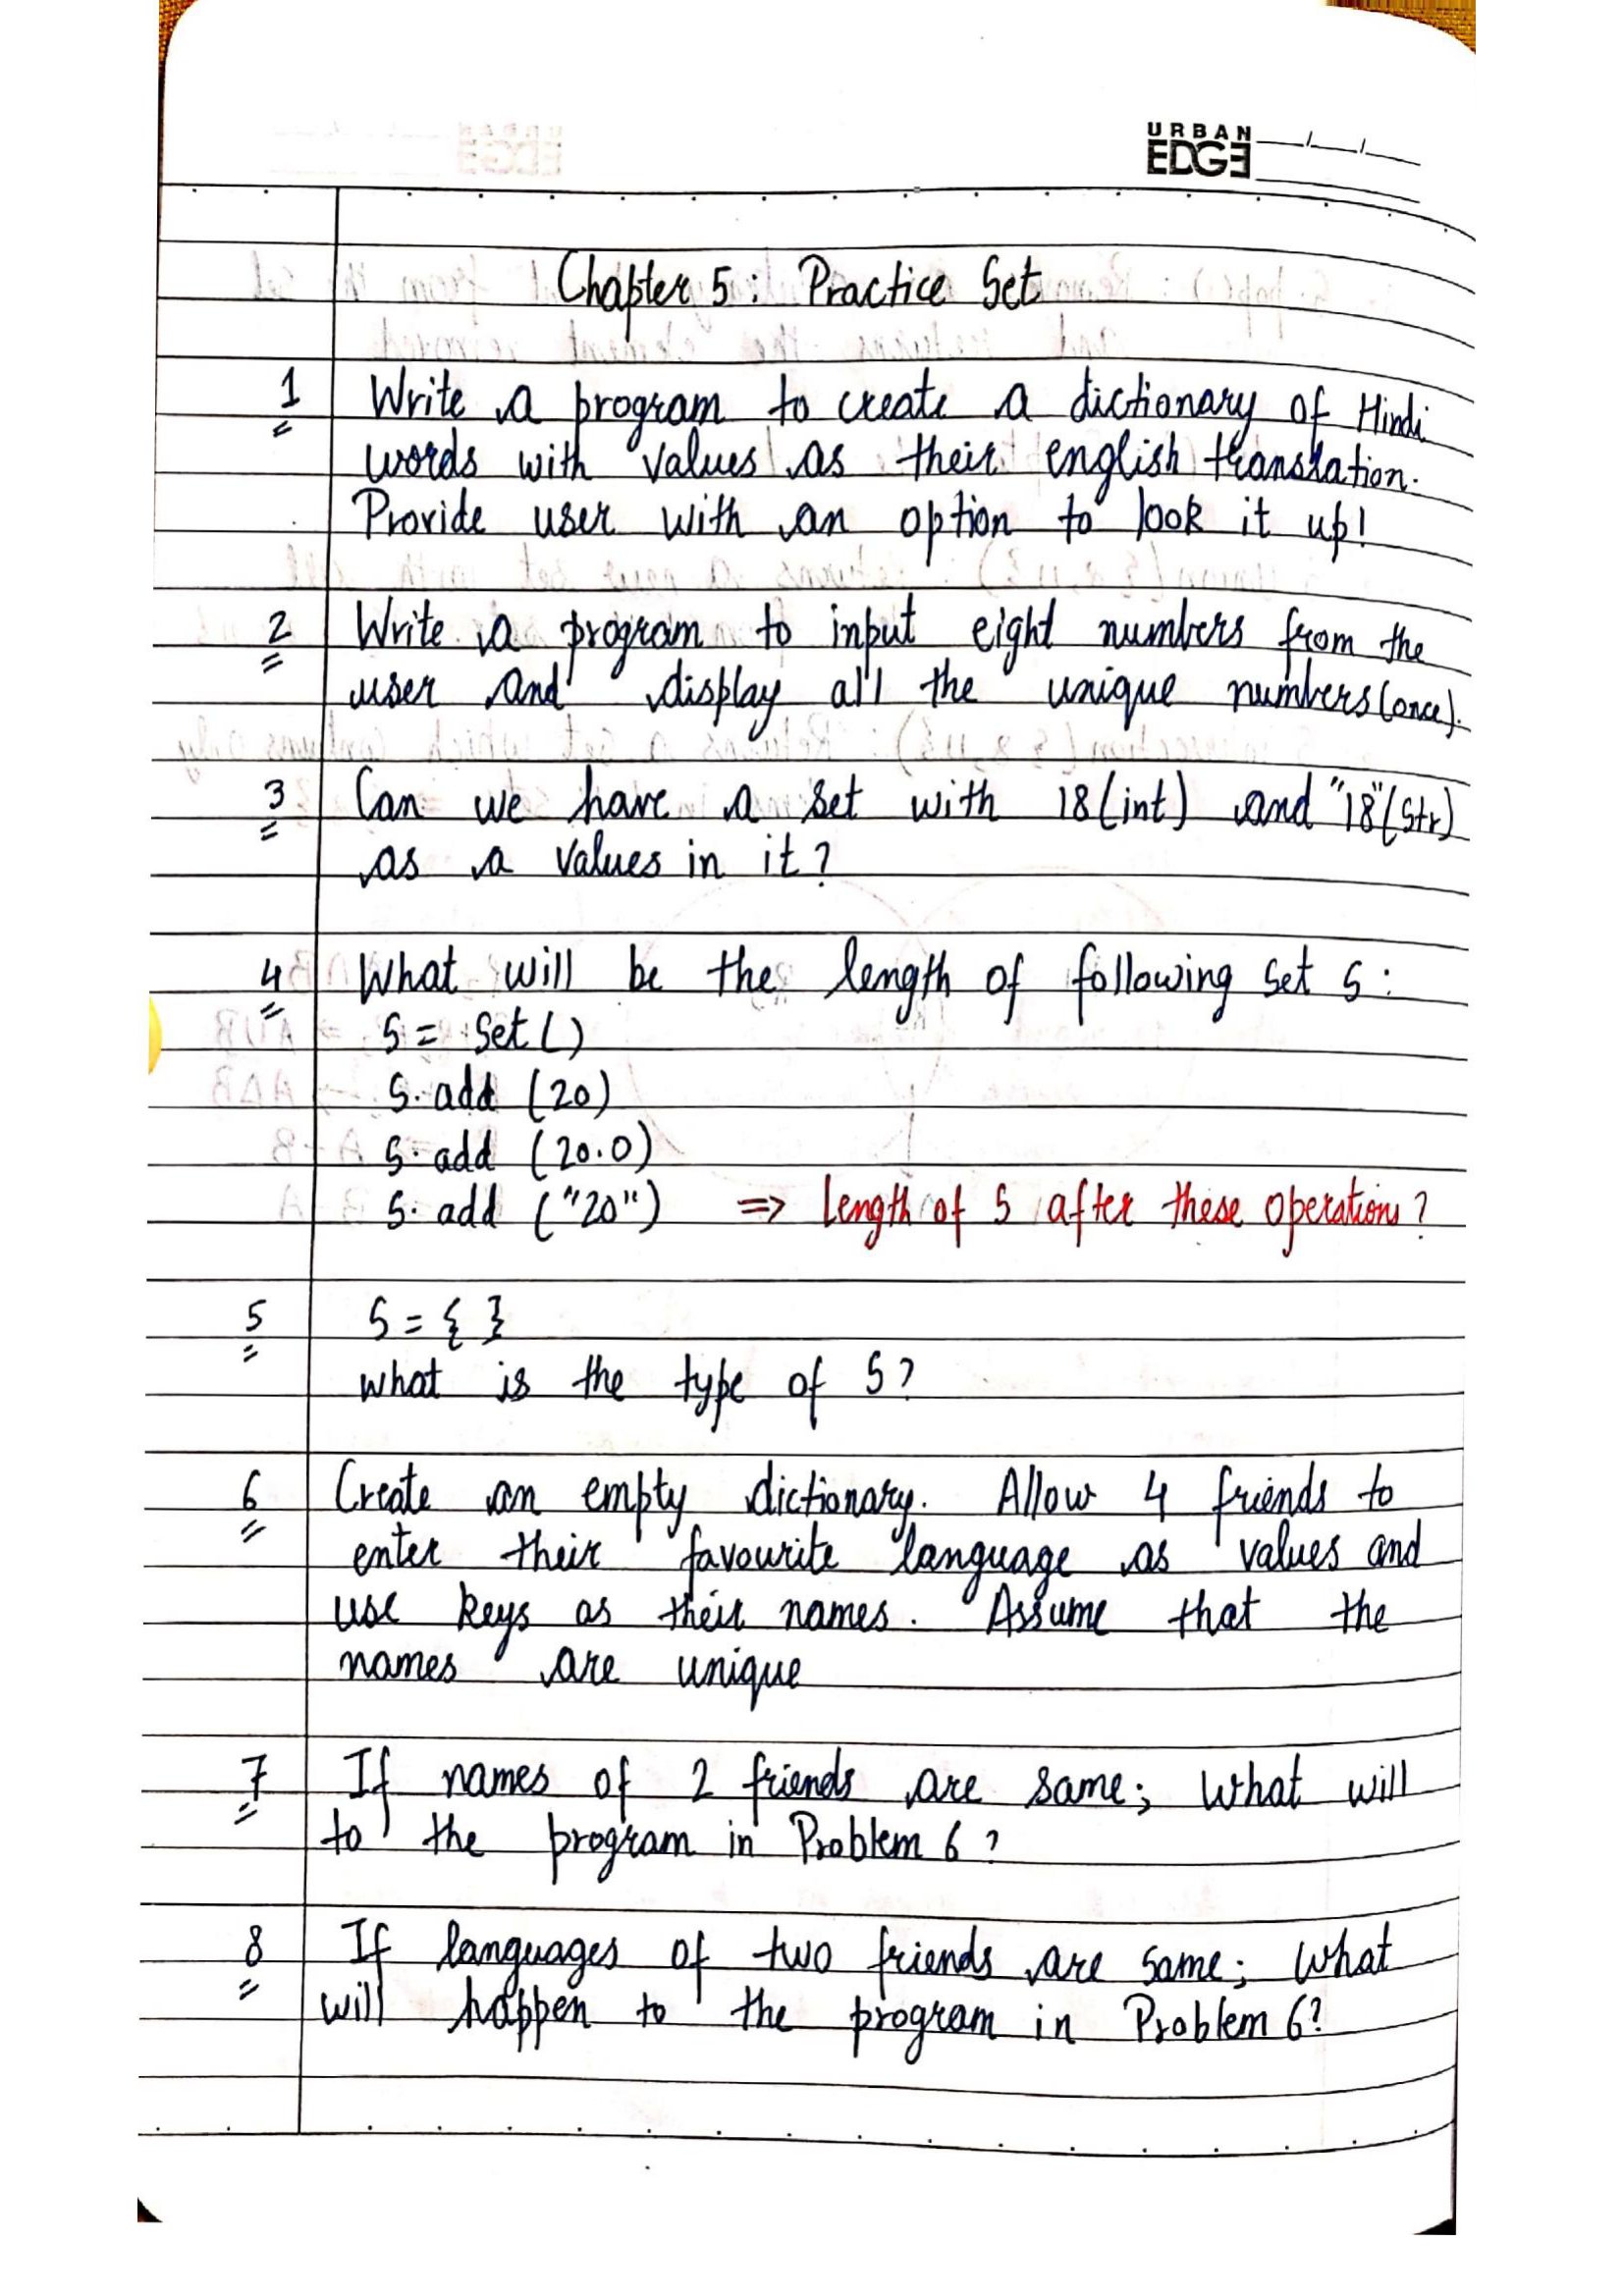 URBAN
EDGE
Chapter 5: Practice Set
1 Write a program to create a dictionary of Hindi
words with values as their english translation.
Provide user with an option to look it up!
2 Write a program to input eight numbers from the
user and display all the unique numbers (once).
3 Can we have a set with 18 (int) and "18" (str)
as a values in it?
4 What will be the length of following set S:
S = Set ()
S. add (20)
S. add (20.0)
S. add ("20") => Length of S after these operations?
5 S = { }
what is the type of S?
6 Create an empty dictionary. Allow 4 friends to
enter their favourite language as values and
use keys as their names. Assume that the
names are unique
7 If names of 2 friends are same; what will
to the program in Problem 6?
8 If languages of two friends are same; what
will happen to the program in Problem 6?